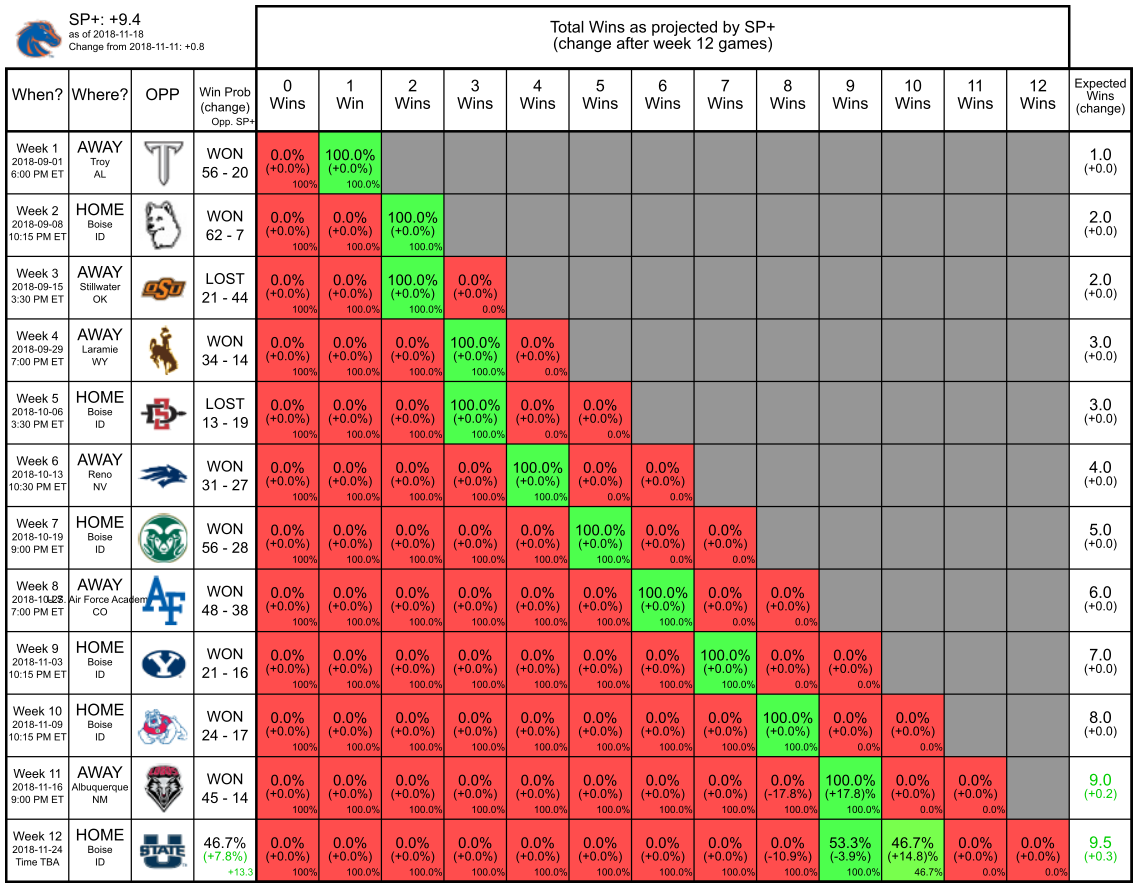 SP+: +9.4
as of 2018-11-18
Change from 2018-11-11: +0.8
Total Wins as projected by SP+
(change after week 12 games)
When? Where? OPP Win Prob (change) Opp. SP+ 0 Wins 1 Win 2 Wins 3 Wins 4 Wins 5 Wins 6 Wins 7 Wins 8 Wins 9 Wins 10 Wins 11 Wins 12 Wins Expected Wins (change)
Week 1 AWAY T WON 0.0% 100.0% 1.0
2018-09-01 Troy 56 - 20 (+0.0%) (+0.0%) (+0.0)
6:00 PM ET AL 100% 100.0%
Week 2 HOME WON 0.0% 0.0% 100.0% 2.0
2018-09-08 Boise 62 - 7 (+0.0%) (+0.0%) (+0.0%) (+0.0)
10:15 PM ET ID 100% 100.0% 100.0%
Week 3 AWAY OSU LOST 0.0% 0.0% 100.0% 0.0% 2.0
2018-09-15 Stillwater 21 - 44 (+0.0%) (+0.0%) (+0.0%) (+0.0%) (+0.0)
3:30 PM ET OK 100% 100.0% 100.0% 0.0%
Week 4 AWAY WON 0.0% 0.0% 0.0% 100.0% 0.0% 3.0
2018-09-29 Laramie 34 - 14 (+0.0%) (+0.0%) (+0.0%) (+0.0%) (+0.0%) (+0.0)
7:00 PM ET WY 100% 100.0% 100.0% 100.0% 0.0%
Week 5 HOME SD LOST 0.0% 0.0% 0.0% 100.0% 0.0% 0.0% 3.0
2018-10-06 Boise 13 - 19 (+0.0%) (+0.0%) (+0.0%) (+0.0%) (+0.0%) (+0.0%) (+0.0)
3:30 PM ET ID 100% 100.0% 100.0% 100.0% 0.0% 0.0%
Week 6 AWAY WON 0.0% 0.0% 0.0% 0.0% 100.0% 0.0% 0.0% 4.0
2018-10-13 Reno 31 - 27 (+0.0%) (+0.0%) (+0.0%) (+0.0%) (+0.0%) (+0.0%) (+0.0%) (+0.0)
10:30 PM ET NV 100% 100.0% 100.0% 100.0% 100.0% 0.0% 0.0%
Week 7 HOME WON 0.0% 0.0% 0.0% 0.0% 0.0% 100.0% 0.0% 0.0% 5.0
2018-10-19 Boise 56 - 28 (+0.0%) (+0.0%) (+0.0%) (+0.0%) (+0.0%) (+0.0%) (+0.0%) (+0.0%) (+0.0)
9:00 PM ET ID 100% 100.0% 100.0% 100.0% 100.0% 100.0% 0.0% 0.0%
Week 8 AWAY AF WON 0.0% 0.0% 0.0% 0.0% 0.0% 0.0% 100.0% 0.0% 0.0% 6.0
Air Force Academ 48 - 38 (+0.0%) (+0.0%) (+0.0%) (+0.0%) (+0.0%) (+0.0%) (+0.0%) (+0.0%) (+0.0%) (+0.0)
7:00 PM ET CO 100% 100.0% 100.0% 100.0% 100.0% 100.0% 100.0% 0.0% 0.0%
Week 9 HOME Y WON 0.0% 0.0% 0.0% 0.0% 0.0% 0.0% 0.0% 100.0% 0.0% 0.0% 7.0
2018-11-03 Boise 21 - 16 (+0.0%) (+0.0%) (+0.0%) (+0.0%) (+0.0%) (+0.0%) (+0.0%) (+0.0%) (+0.0%) (+0.0%) (+0.0)
10:15 PM ET ID 100% 100.0% 100.0% 100.0% 100.0% 100.0% 100.0% 100.0% 0.0% 0.0%
Week 10 HOME WON 0.0% 0.0% 0.0% 0.0% 0.0% 0.0% 0.0% 0.0% 100.0% 0.0% 0.0% 8.0
2018-11-09 Boise 24 - 17 (+0.0%) (+0.0%) (+0.0%) (+0.0%) (+0.0%) (+0.0%) (+0.0%) (+0.0%) (+0.0%) (+0.0%) (+0.0%) (+0.0)
10:15 PM ET ID 100% 100.0% 100.0% 100.0% 100.0% 100.0% 100.0% 100.0% 100.0% 0.0% 0.0%
Week 11 AWAY WON 0.0% 0.0% 0.0% 0.0% 0.0% 0.0% 0.0% 0.0% 0.0% 100.0% 0.0% 0.0% 9.0
2018-11-16 Albuquerque 45 - 14 (+0.0%) (+0.0%) (+0.0%) (+0.0%) (+0.0%) (+0.0%) (+0.0%) (+0.0%) (-17.8%) (+17.8)% (+0.0%) (+0.0%) (+0.2)
9:00 PM ET NM 100% 100.0% 100.0% 100.0% 100.0% 100.0% 100.0% 100.0% 100.0% 100.0% 0.0% 0.0%
Week 12 HOME STATE 46.7% 0.0% 0.0% 0.0% 0.0% 0.0% 0.0% 0.0% 0.0% 0.0% 53.3% 46.7% 0.0% 0.0% 9.5
2018-11-24 Boise (+7.8%) (+0.0%) (+0.0%) (+0.0%) (+0.0%) (+0.0%) (+0.0%) (+0.0%) (+0.0%) (-10.9%) (-3.9%) (+14.8)% (+0.0%) (+0.0%) (+0.3)
Time TBA ID +13.3 100% 100.0% 100.0% 100.0% 100.0% 100.0% 100.0% 100.0% 100.0% 100.0% 46.7% 0.0% 0.0%